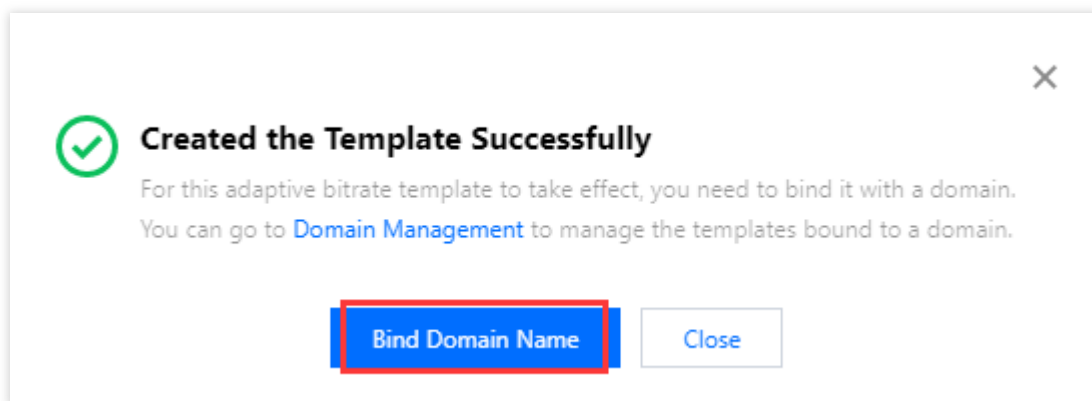 Created the Template Successfully
For this adaptive bitrate template to take effect, you need to bind it with a domain.
You can go to Domain Management to manage the templates bound to a domain.
Bind Domain Name
Close